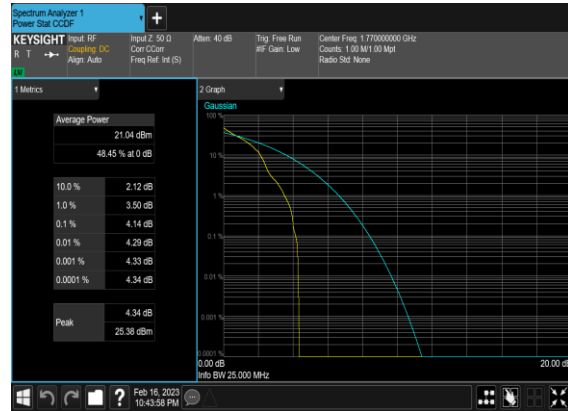 Spectrum Analyzer 1
Power Stat CCDF
KEYSIGHT
R T
LXI
Input: RF
Coupling: DC
Align: Auto
Input Z: 50 Ω
Corr CCorr
Freq Ref: Int (S)
Atten: 40 dB
Trig: Free Run
#IF Gain: Low
Center Freq: 1.770000000 GHz
Counts: 1.00 M/1.00 Mpt
Radio Std: None
1 Metrics
Average Power
21.04 dBm
48.45 % at 0 dB
10.0 % 2.12 dB
1.0 % 3.50 dB
0.1 % 4.14 dB
0.01 % 4.29 dB
0.001 % 4.33 dB
0.0001 % 4.34 dB
Peak
4.34 dB
25.38 dBm
2 Graph
Gaussian
100 %
10 %
1 %
0.1 %
0.01 %
0.001 %
0.0001 %
0.00 dB 20.00 dB
Info BW 25.000 MHz
Feb 16, 2023
10:43:58 PM